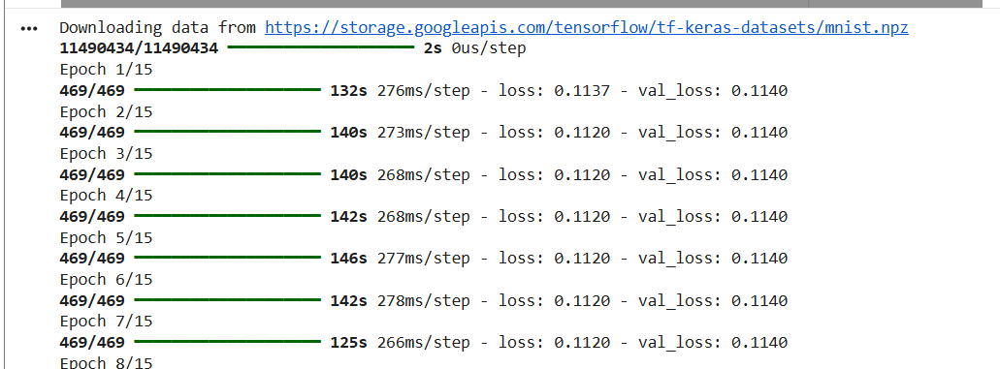 Downloading data from https://storage.googleapis.com/tensorflow/tf-keras-datasets/mnist.npz
11490434/11490434 ━━━━━━━━━━━━━━━━━━━━ 2s 0us/step
Epoch 1/15
469/469 ━━━━━━━━━━━━━━━━━━━━ 132s 276ms/step - loss: 0.1137 - val_loss: 0.1140
Epoch 2/15
469/469 ━━━━━━━━━━━━━━━━━━━━ 140s 273ms/step - loss: 0.1120 - val_loss: 0.1140
Epoch 3/15
469/469 ━━━━━━━━━━━━━━━━━━━━ 140s 268ms/step - loss: 0.1120 - val_loss: 0.1140
Epoch 4/15
469/469 ━━━━━━━━━━━━━━━━━━━━ 142s 268ms/step - loss: 0.1120 - val_loss: 0.1140
Epoch 5/15
469/469 ━━━━━━━━━━━━━━━━━━━━ 146s 277ms/step - loss: 0.1120 - val_loss: 0.1140
Epoch 6/15
469/469 ━━━━━━━━━━━━━━━━━━━━ 142s 278ms/step - loss: 0.1120 - val_loss: 0.1140
Epoch 7/15
469/469 ━━━━━━━━━━━━━━━━━━━━ 125s 266ms/step - loss: 0.1120 - val_loss: 0.1140
Epoch 8/15